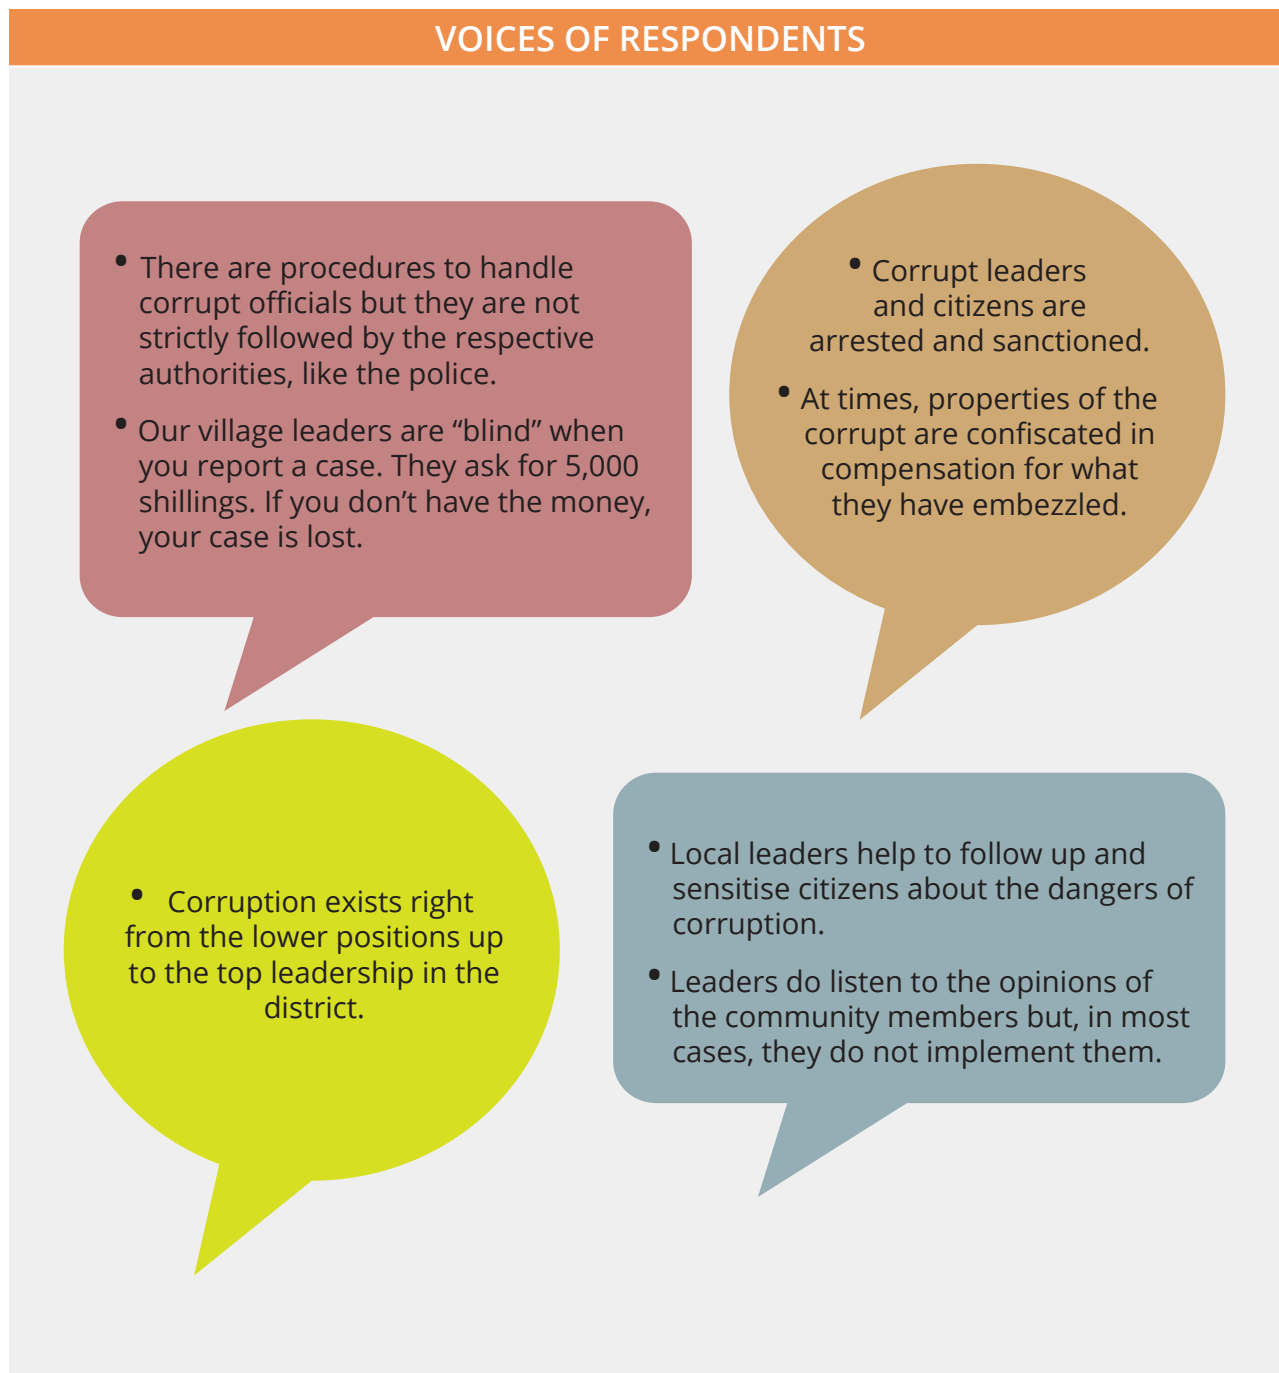 VOICES OF RESPONDENTS
• There are procedures to handle
corrupt officials but they are not
strictly followed by the respective
authorities, like the police.
• Our village leaders are “blind” when
you report a case. They ask for 5,000
shillings. If you don’t have the money,
your case is lost.
• Corrupt leaders
and citizens are
arrested and sanctioned.
• At times, properties of the
corrupt are confiscated in
compensation for what
they have embezzled.
• Corruption exists right
from the lower positions up
to the top leadership in the
district.
• Local leaders help to follow up and
sensitise citizens about the dangers of
corruption.
• Leaders do listen to the opinions of
the community members but, in most
cases, they do not implement them.